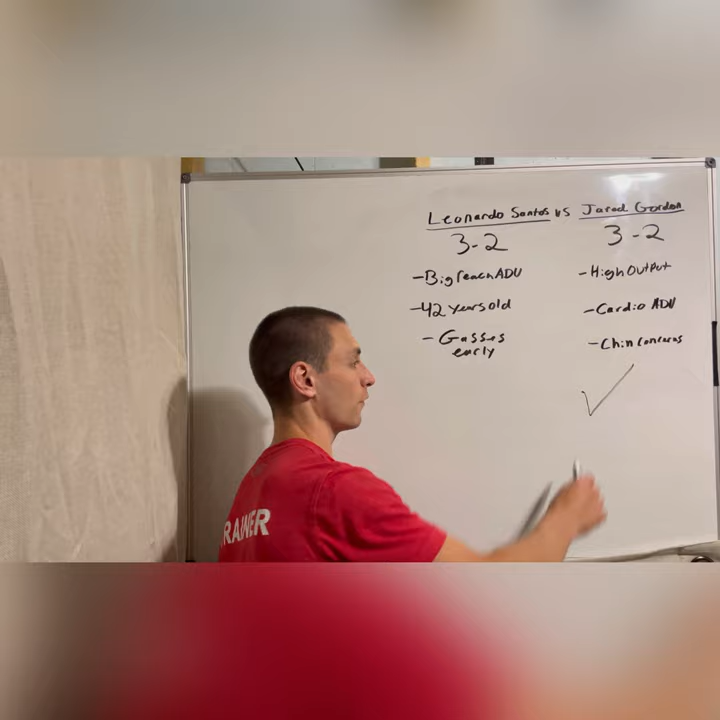 Leonardo Santos vs Jared Gordon
3-2
3-2
-Big reach ADV
-High Output
-42 years old
-Cardio ADV
-Gasses
early
-Chin concerns
RAINER